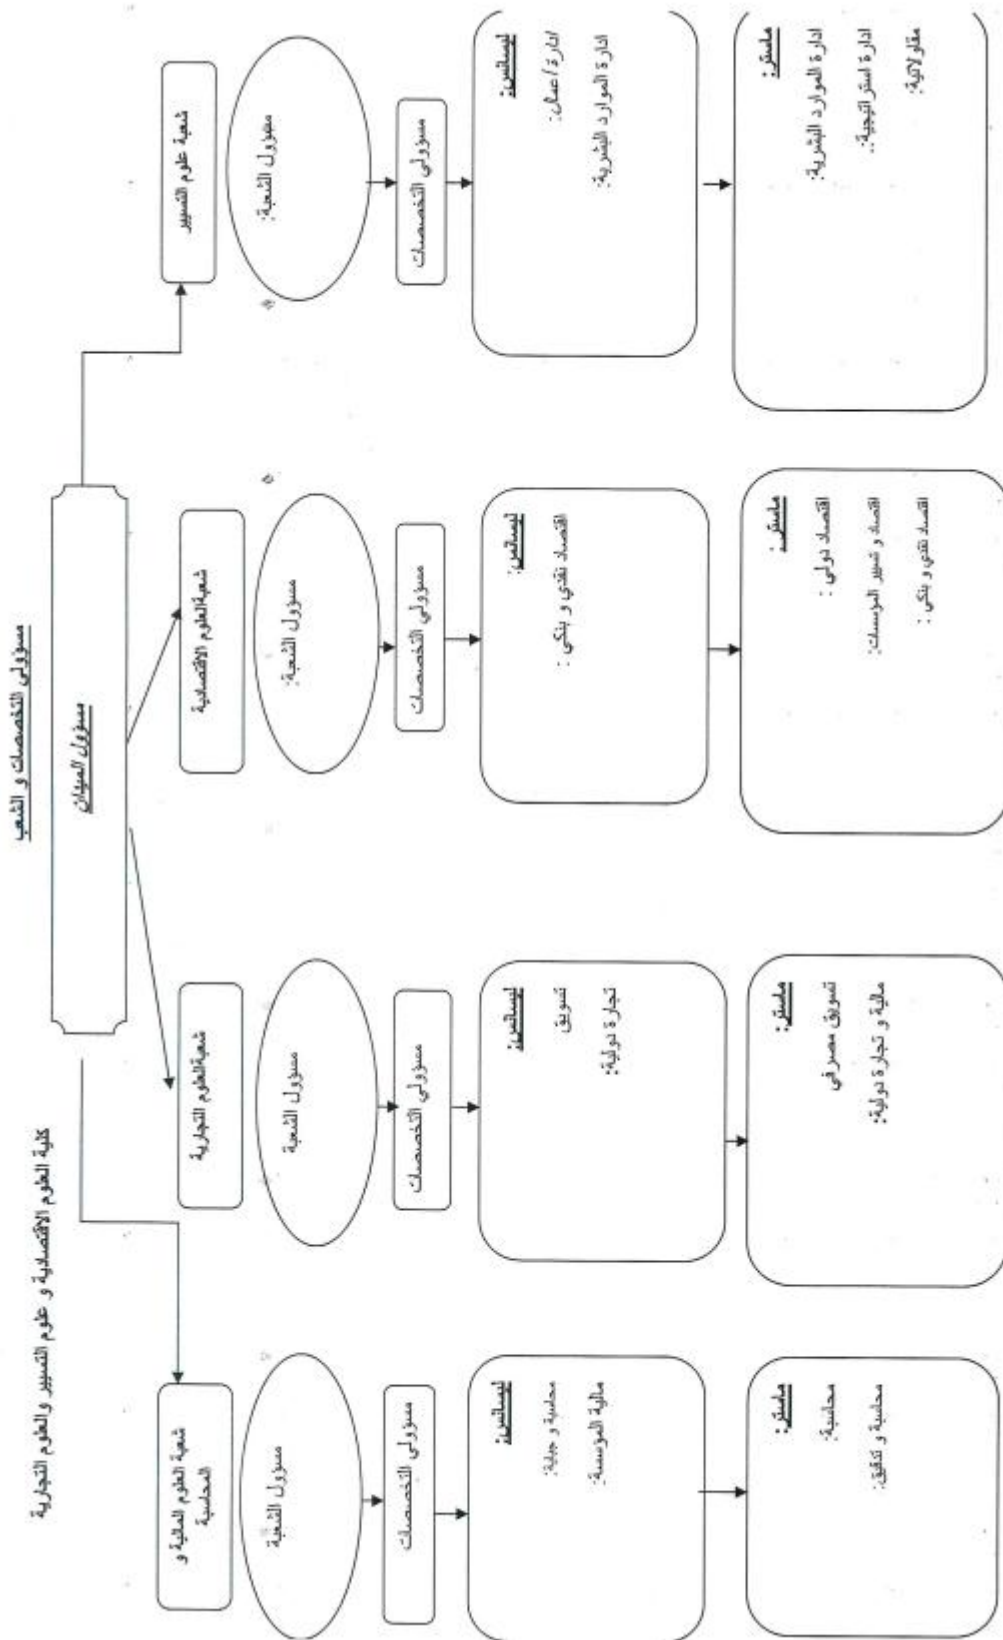 كلية العلوم الاقتصادية و علوم التسيير والعلوم التجارية
مسؤولي التخصصات و الشعب
مسؤول الميدان
شعبة علوم التسيير
مسؤول الشعبة:
مسؤولي التخصصات
ليسانس:
ادارة اعمال:
ادارة الموارد البشرية:
ماستر:
ادارة الموارد البشرية:
ادارة استراتيجية:.
مقاولاتية:
شعبة العلوم الاقتصادية
مسؤول الشعبة:
مسؤولي التخصصات
ليسانس:
اقتصاد نقدي و بنكي :
ماستر :
اقتصاد دولي :
اقتصاد و تسيير المؤسسات:
اقتصاد نقدي و بنكي :
شعبة العلوم التجارية
مسؤول الشعبة
مسؤولي التخصصات
ليسانس:
تسويق
تجارة دولية:
ماستر:
تسويق مصرفي
مالية و تجارة دولية:
شعبة العلوم المالية و
المحاسبة
مسؤول الشعبة
مسؤولي التخصصات
ليسانس:
محاسبة و جباية:
مالية المؤسسة:
ماستر:
محاسبة:
محاسبة و تدقيق: